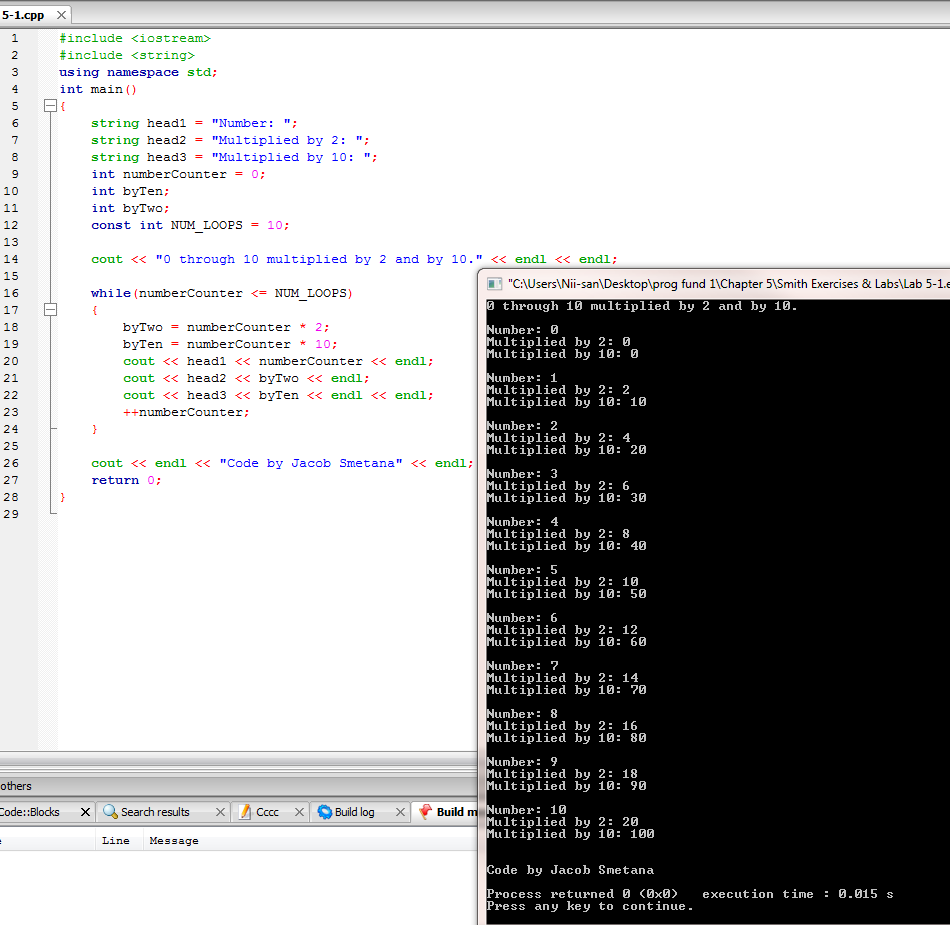 5-1.cpp
1 #include <iostream>
2 #include <string>
3 using namespace std;
4 int main()
5 {
6 string head1 = "Number: ";
7 string head2 = "Multiplied by 2: ";
8 string head3 = "Multiplied by 10: ";
9 int numberCounter = 0;
10 int byTen;
11 int byTwo;
12 const int NUM_LOOPS = 10;
13
14 cout << "0 through 10 multiplied by 2 and by 10." << endl << endl;
15
16 while(numberCounter <= NUM_LOOPS)
17 {
18 byTwo = numberCounter * 2;
19 byTen = numberCounter * 10;
20 cout << head1 << numberCounter << endl;
21 cout << head2 << byTwo << endl;
22 cout << head3 << byTen << endl << endl;
23 ++numberCounter;
24 }
25
26 cout << endl << "Code by Jacob Smetana" << endl;
27 return 0;
28 }
29
"C:\Users\Nii-san\Desktop\prog fund 1\Chapter 5\Smith Exercises & Labs\Lab 5-1.e
0 through 10 multiplied by 2 and by 10.
Number: 0
Multiplied by 2: 0
Multiplied by 10: 0
Number: 1
Multiplied by 2: 2
Multiplied by 10: 10
Number: 2
Multiplied by 2: 4
Multiplied by 10: 20
Number: 3
Multiplied by 2: 6
Multiplied by 10: 30
Number: 4
Multiplied by 2: 8
Multiplied by 10: 40
Number: 5
Multiplied by 2: 10
Multiplied by 10: 50
Number: 6
Multiplied by 2: 12
Multiplied by 10: 60
Number: 7
Multiplied by 2: 14
Multiplied by 10: 70
Number: 8
Multiplied by 2: 16
Multiplied by 10: 80
Number: 9
Multiplied by 2: 18
Multiplied by 10: 90
Number: 10
Multiplied by 2: 20
Multiplied by 10: 100
Code by Jacob Smetana
Process returned 0 (0x0) execution time : 0.015 s
Press any key to continue.
others
Code::Blocks Search results Cccc Build log Build m
Line Message